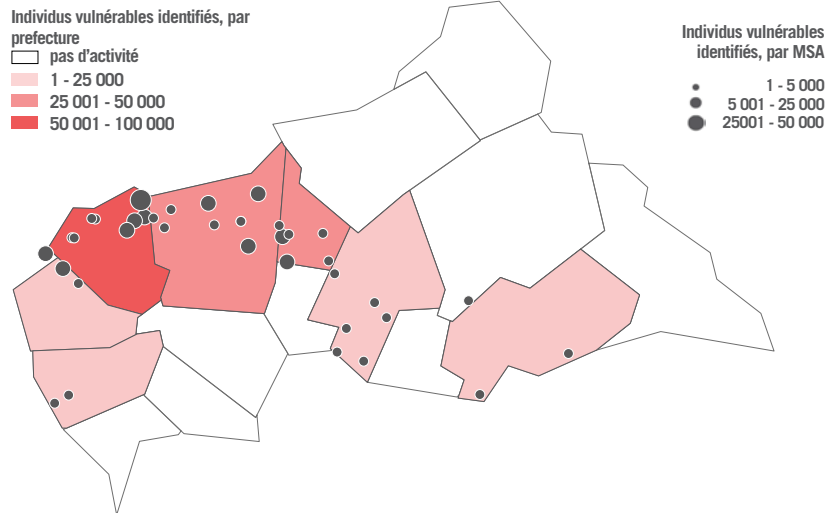 Individus vulnérables identifiés, par
prefecture
pas d'activité
1 - 25 000
25 001 - 50 000
50 001 - 100 000
Individus vulnérables
identifiés, par MSA
1 - 5 000
5 001 - 25 000
25001 - 50 000